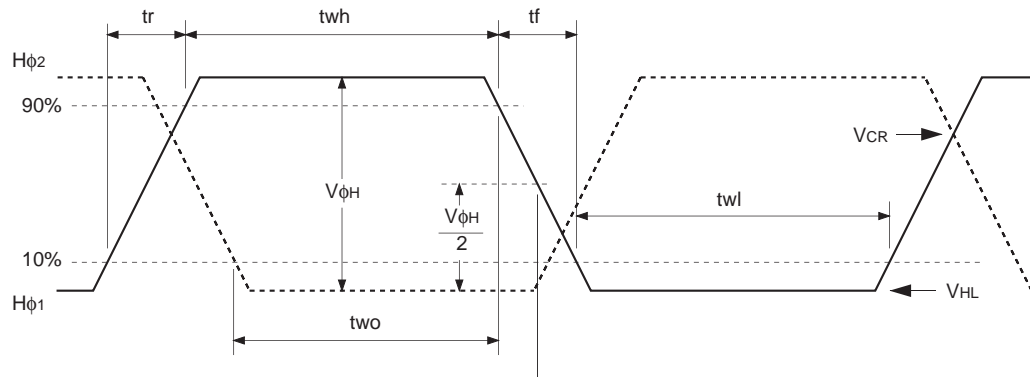 tr twh tf
Hϕ2
90%
VCR
VϕH
VϕH
2
twl
10%
Hϕ1
VHL
two